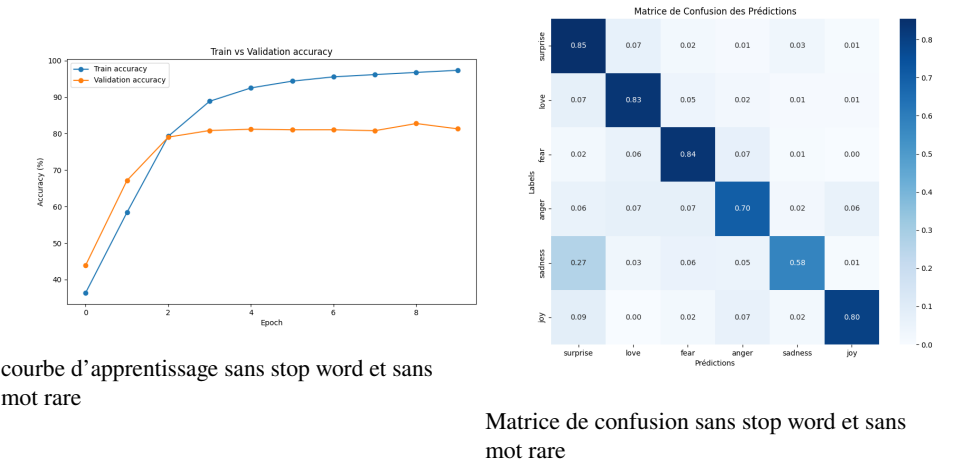 Train vs Validation accuracy
Train accuracy
Validation accuracy
100
90
80
70
60
50
40
Accuracy (%)
0
2
4
6
8
Epoch
courbe d'apprentissage sans stop word et sans
mot rare
Matrice de Confusion des Prédictions
Labels
surprise
0.85 0.07 0.02 0.01 0.03 0.01
love
0.07 0.83 0.05 0.02 0.01 0.01
fear
0.02 0.06 0.84 0.07 0.01 0.00
anger
0.06 0.07 0.07 0.70 0.02 0.06
sadness
0.27 0.03 0.06 0.05 0.58 0.01
joy
0.09 0.00 0.02 0.07 0.02 0.80
surprise love fear anger sadness joy
Prédictions
0.8
0.7
0.6
0.5
0.4
0.3
0.2
0.1
0.0
Matrice de confusion sans stop word et sans
mot rare